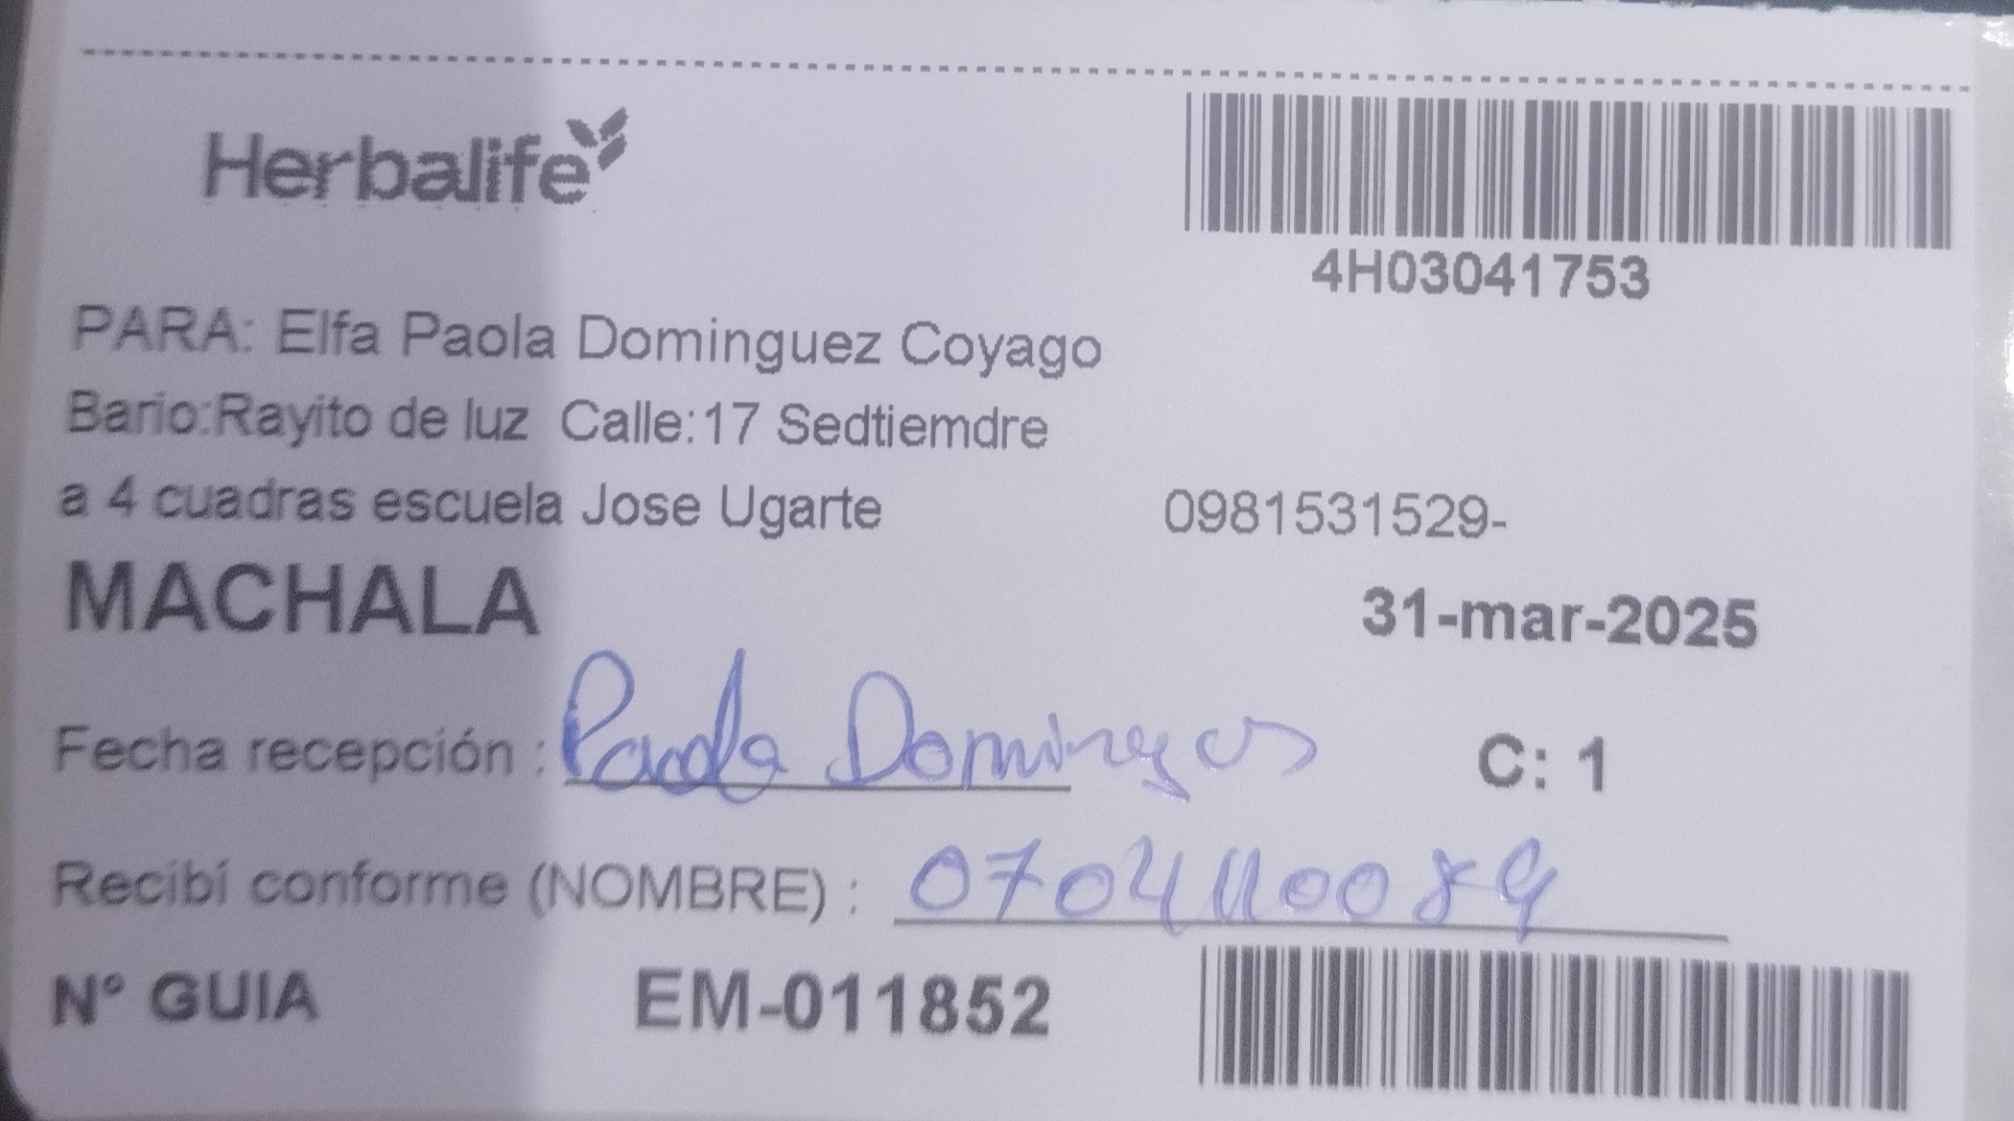 Herbalife
4H03041753
PARA: Elfa Paola Dominguez Coyago
Bario:Rayito de luz Calle:17 Sedtiemdre
a 4 cuadras escuela Jose Ugarte 0981531529-
MACHALA 31-mar-2025
Fecha recepción : Paola Domingos C: 1
Recibí conforme (NOMBRE) : 0704110089
N° GUIA EM-011852